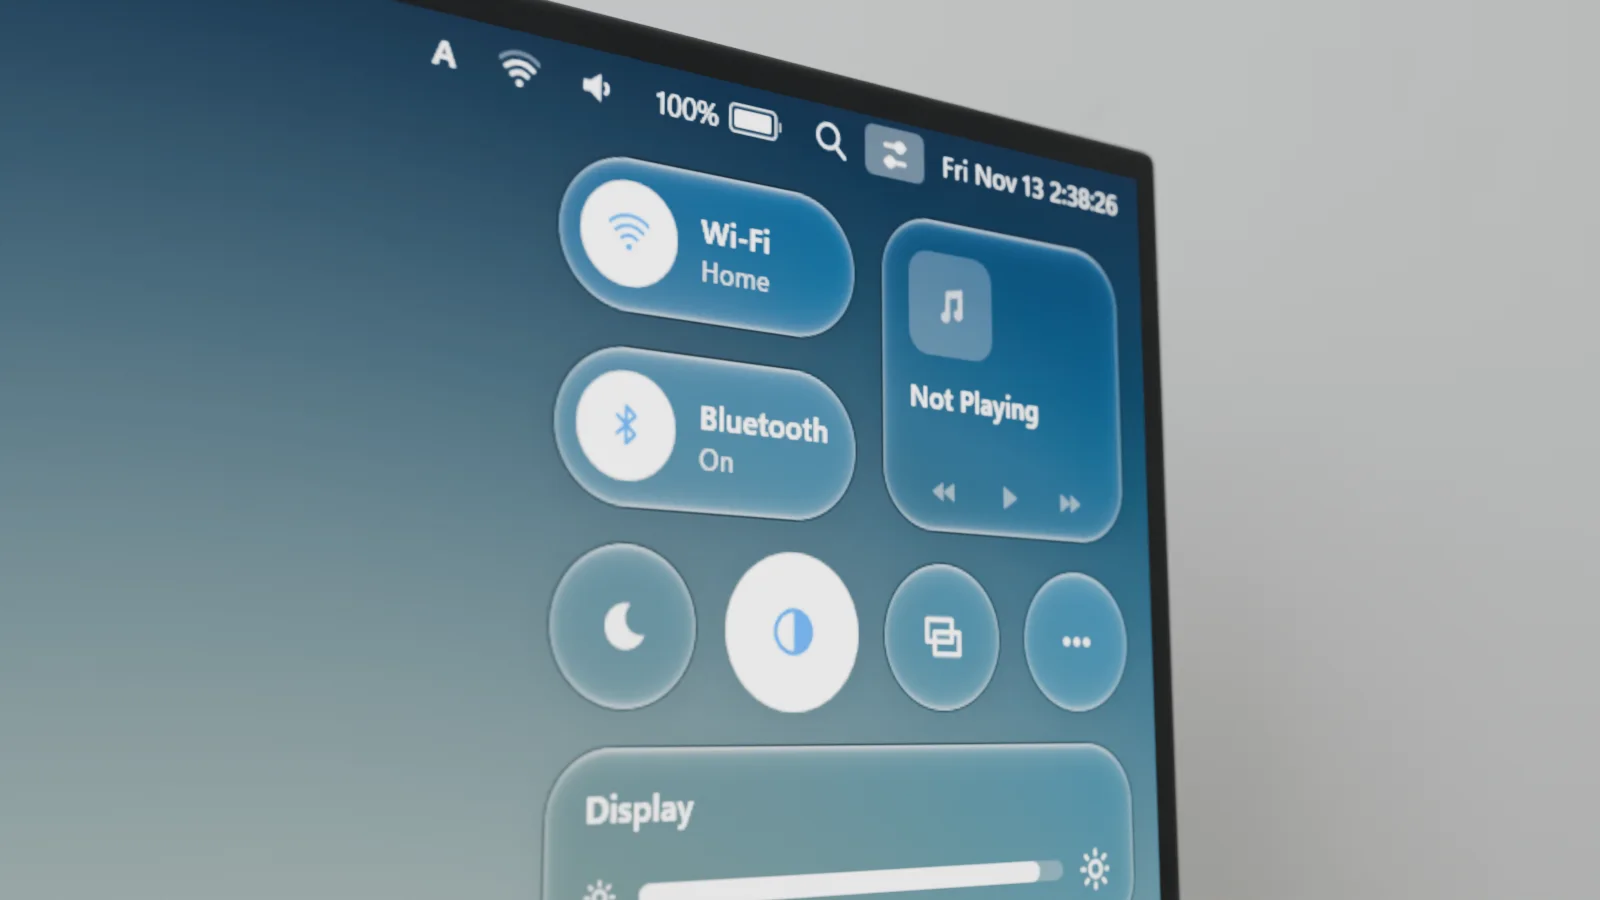 A
100%
Fri Nov 13 2:38:26
Wi-Fi
Home
Not Playing
Bluetooth
On
Display